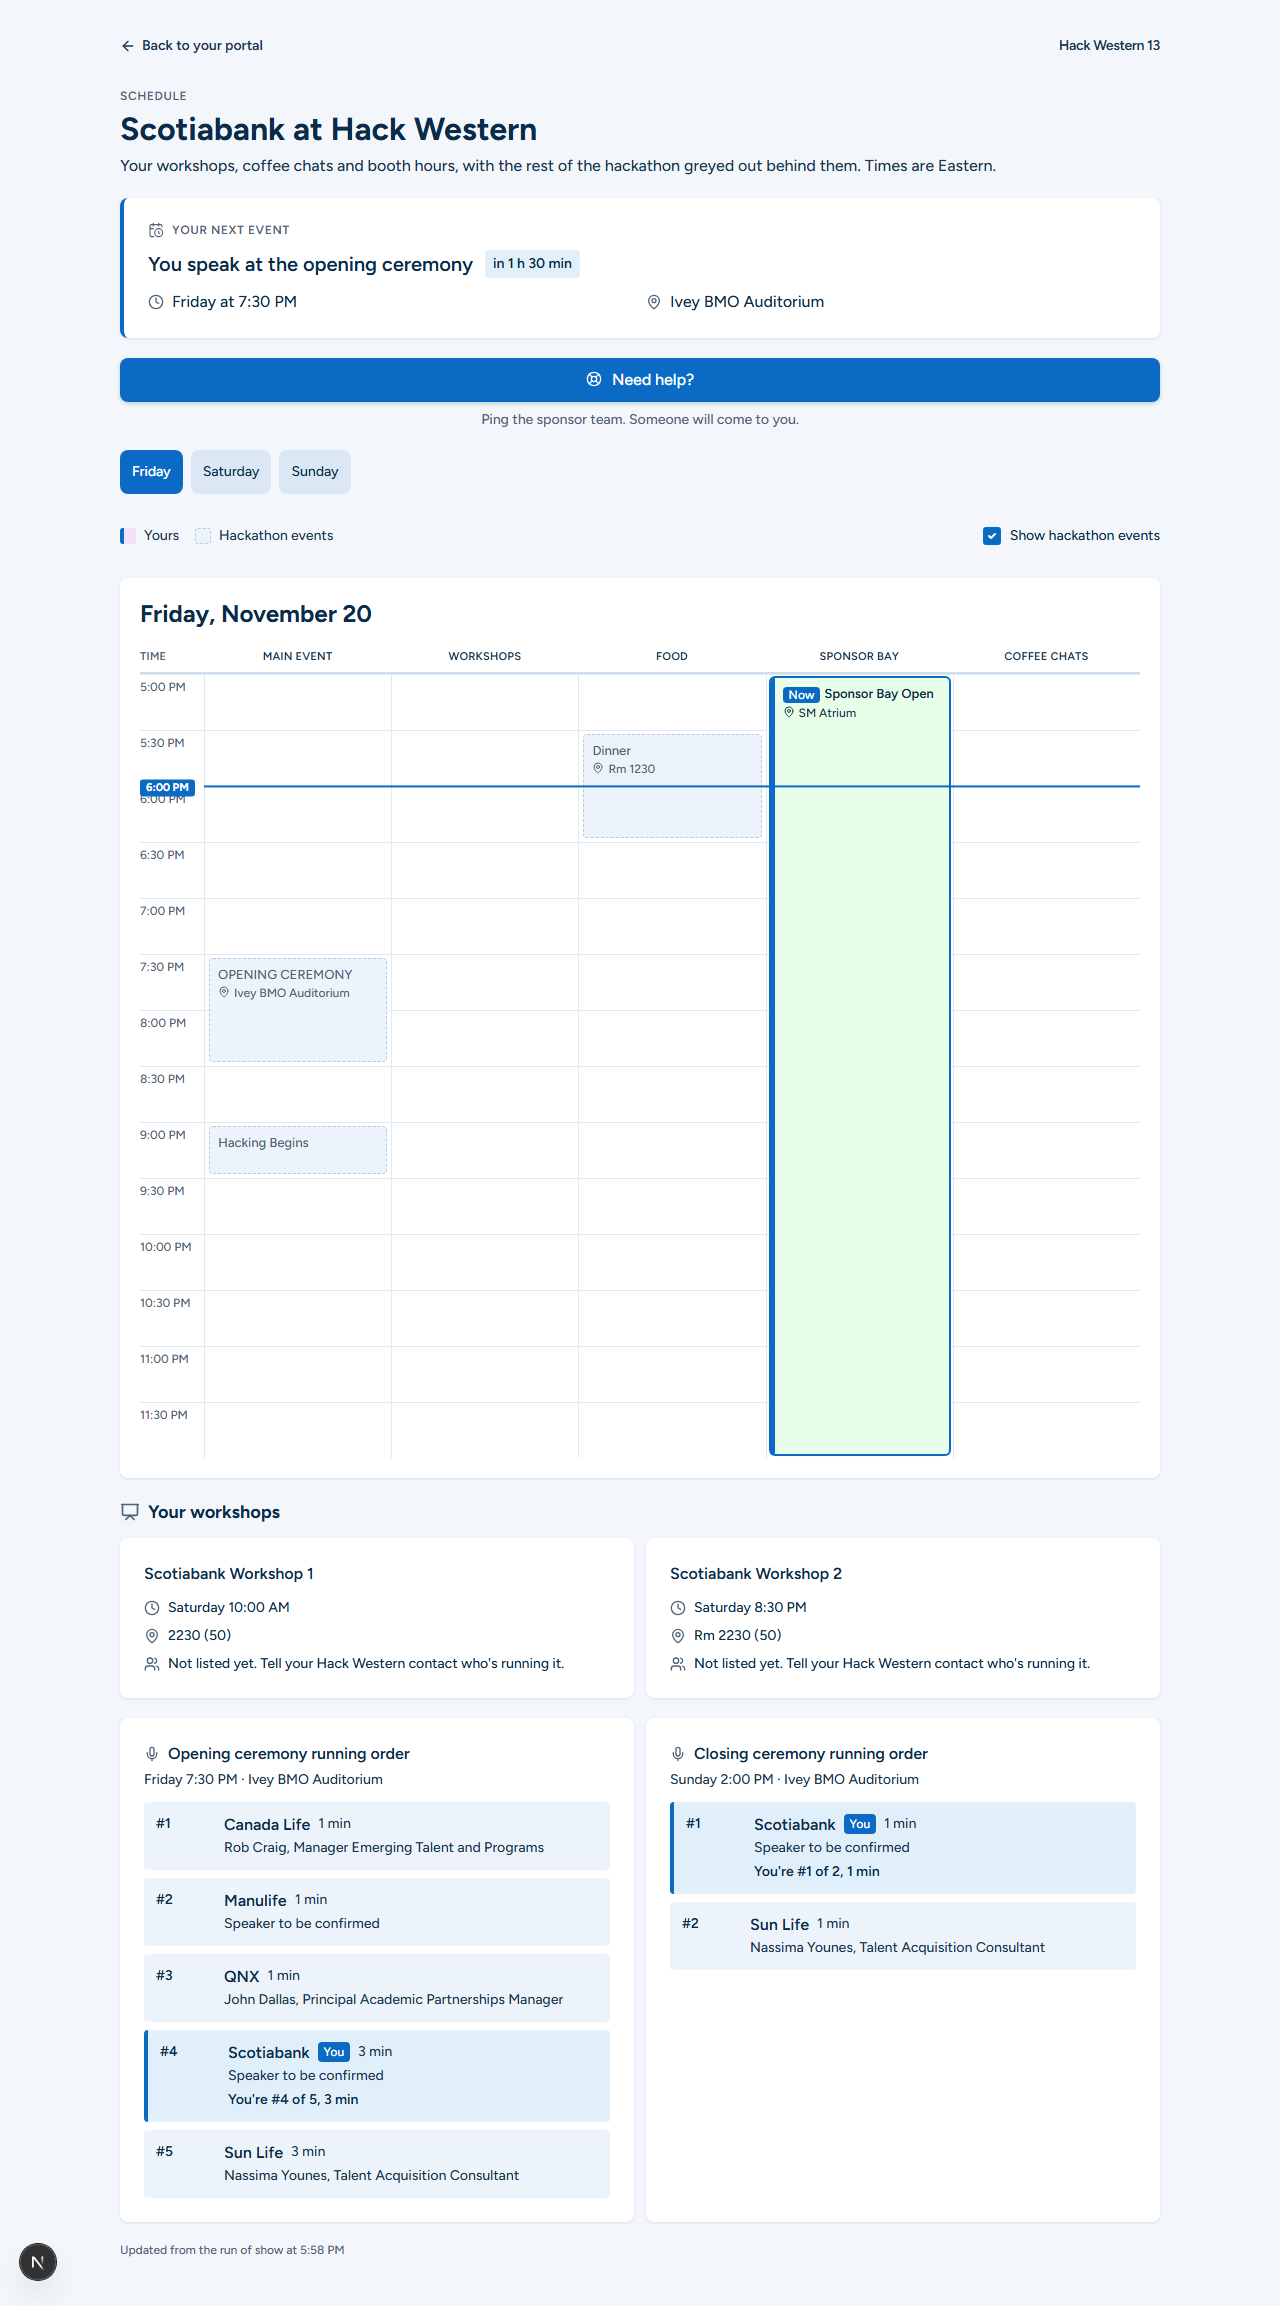 Back to your portal
Hack Western 13
SCHEDULE
Scotiabank at Hack Western
Your workshops, coffee chats and booth hours, with the rest of the hackathon greyed out behind them. Times are Eastern.
YOUR NEXT EVENT
You speak at the opening ceremony in 1 h 30 min
Friday at 7:30 PM
Ivey BMO Auditorium
Need help?
Ping the sponsor team. Someone will come to you.
Friday Saturday Sunday
Yours Hackathon events
Show hackathon events
Friday, November 20
TIME MAIN EVENT WORKSHOPS FOOD SPONSOR BAY COFFEE CHATS
5:00 PM
Now Sponsor Bay Open
SM Atrium
5:30 PM
Dinner
Rm 1230
6:00 PM
6:00 PM
6:30 PM
7:00 PM
7:30 PM
OPENING CEREMONY
Ivey BMO Auditorium
8:00 PM
8:30 PM
9:00 PM
Hacking Begins
9:30 PM
10:00 PM
10:30 PM
11:00 PM
11:30 PM
Your workshops
Scotiabank Workshop 1
Saturday 10:00 AM
2230 (50)
Not listed yet. Tell your Hack Western contact who's running it.
Scotiabank Workshop 2
Saturday 8:30 PM
Rm 2230 (50)
Not listed yet. Tell your Hack Western contact who's running it.
Opening ceremony running order
Friday 7:30 PM · Ivey BMO Auditorium
#1 Canada Life 1 min
Rob Craig, Manager Emerging Talent and Programs
#2 Manulife 1 min
Speaker to be confirmed
#3 QNX 1 min
John Dallas, Principal Academic Partnerships Manager
#4 Scotiabank You 3 min
Speaker to be confirmed
You're #4 of 5, 3 min
#5 Sun Life 3 min
Nassima Younes, Talent Acquisition Consultant
Closing ceremony running order
Sunday 2:00 PM · Ivey BMO Auditorium
#1 Scotiabank You 1 min
Speaker to be confirmed
You're #1 of 2, 1 min
#2 Sun Life 1 min
Nassima Younes, Talent Acquisition Consultant
Updated from the run of show at 5:58 PM
N